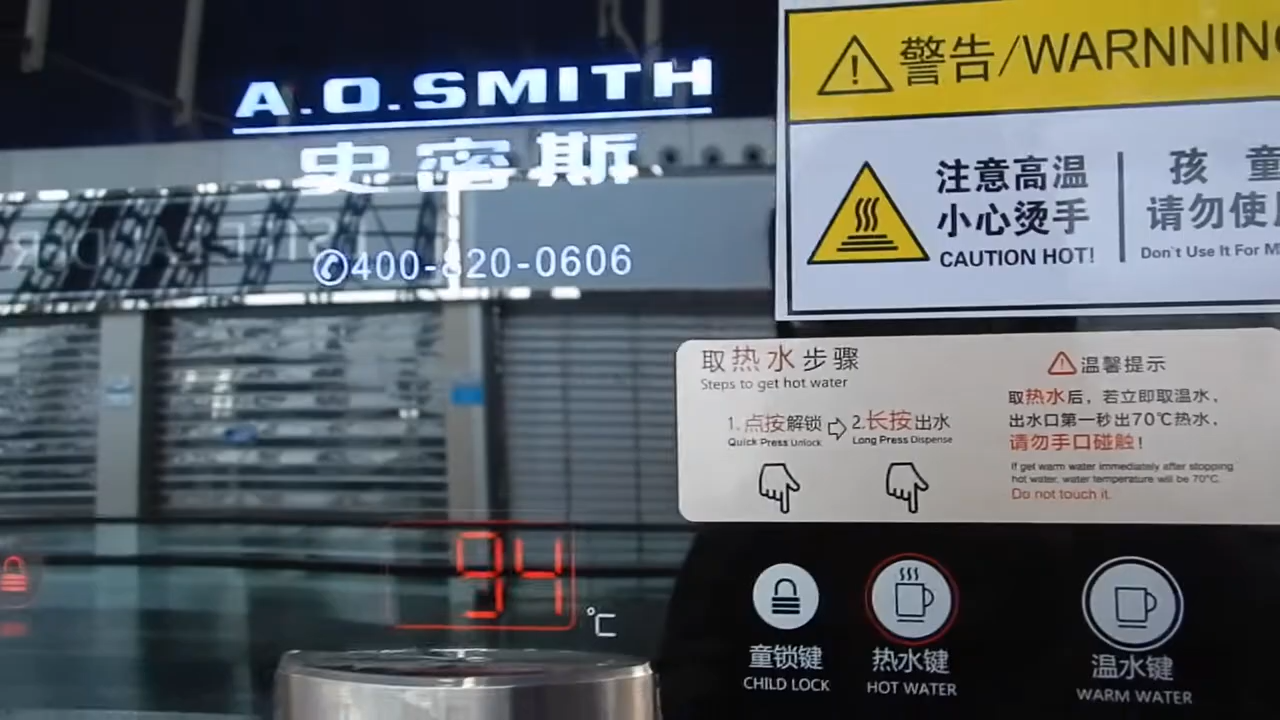 A.O.SMITH
史密斯
400-820-0606
94
℃
警告/WARNNING
注意高温
小心烫手
CAUTION HOT!
孩童
请勿使
Don't Use It For
取热水步骤
Steps to get hot water
1.点按解锁
Quick Press Unlock
2.长按出水
Long Press Dispense
温馨提示
取热水后，若立即取温水，
出水口第一秒出70℃热水，
请勿手口碰触！
If get warm water immediately after stopping
hot water, water temperature will be 70℃.
Do not touch it.
童锁键
CHILD LOCK
热水键
HOT WATER
温水键
WARM WATER